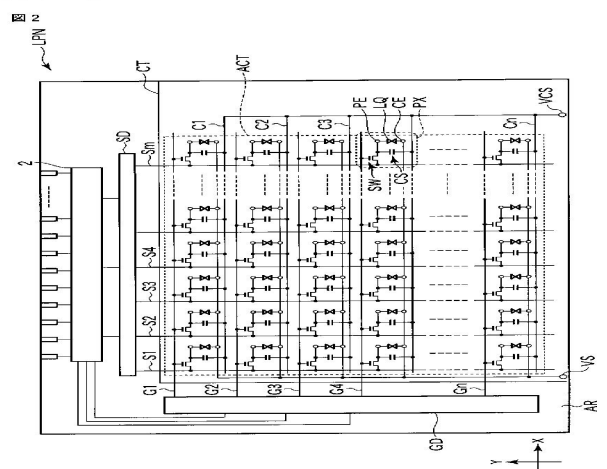 図 2
LPN
CT
ACT
2
SD
Sm
S4
S3
S2
S1
C1
C2
C3
Cn
PE
LQ
CE
PX
SW
CS
VCS
G1
G2
G3
G4
Gn
GD
VS
AR
Y
X